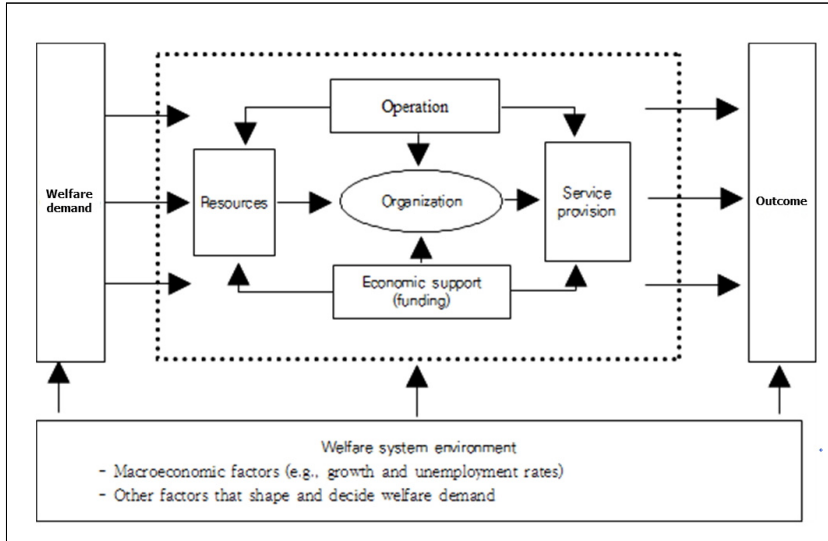 Operation
Welfare
demand
Resources
Organization
Service
provision
Outcome
Economic support
(funding)
Welfare system environment
- Macroeconomic factors (e.g., growth and unemployment rates)
- Other factors that shape and decide welfare demand